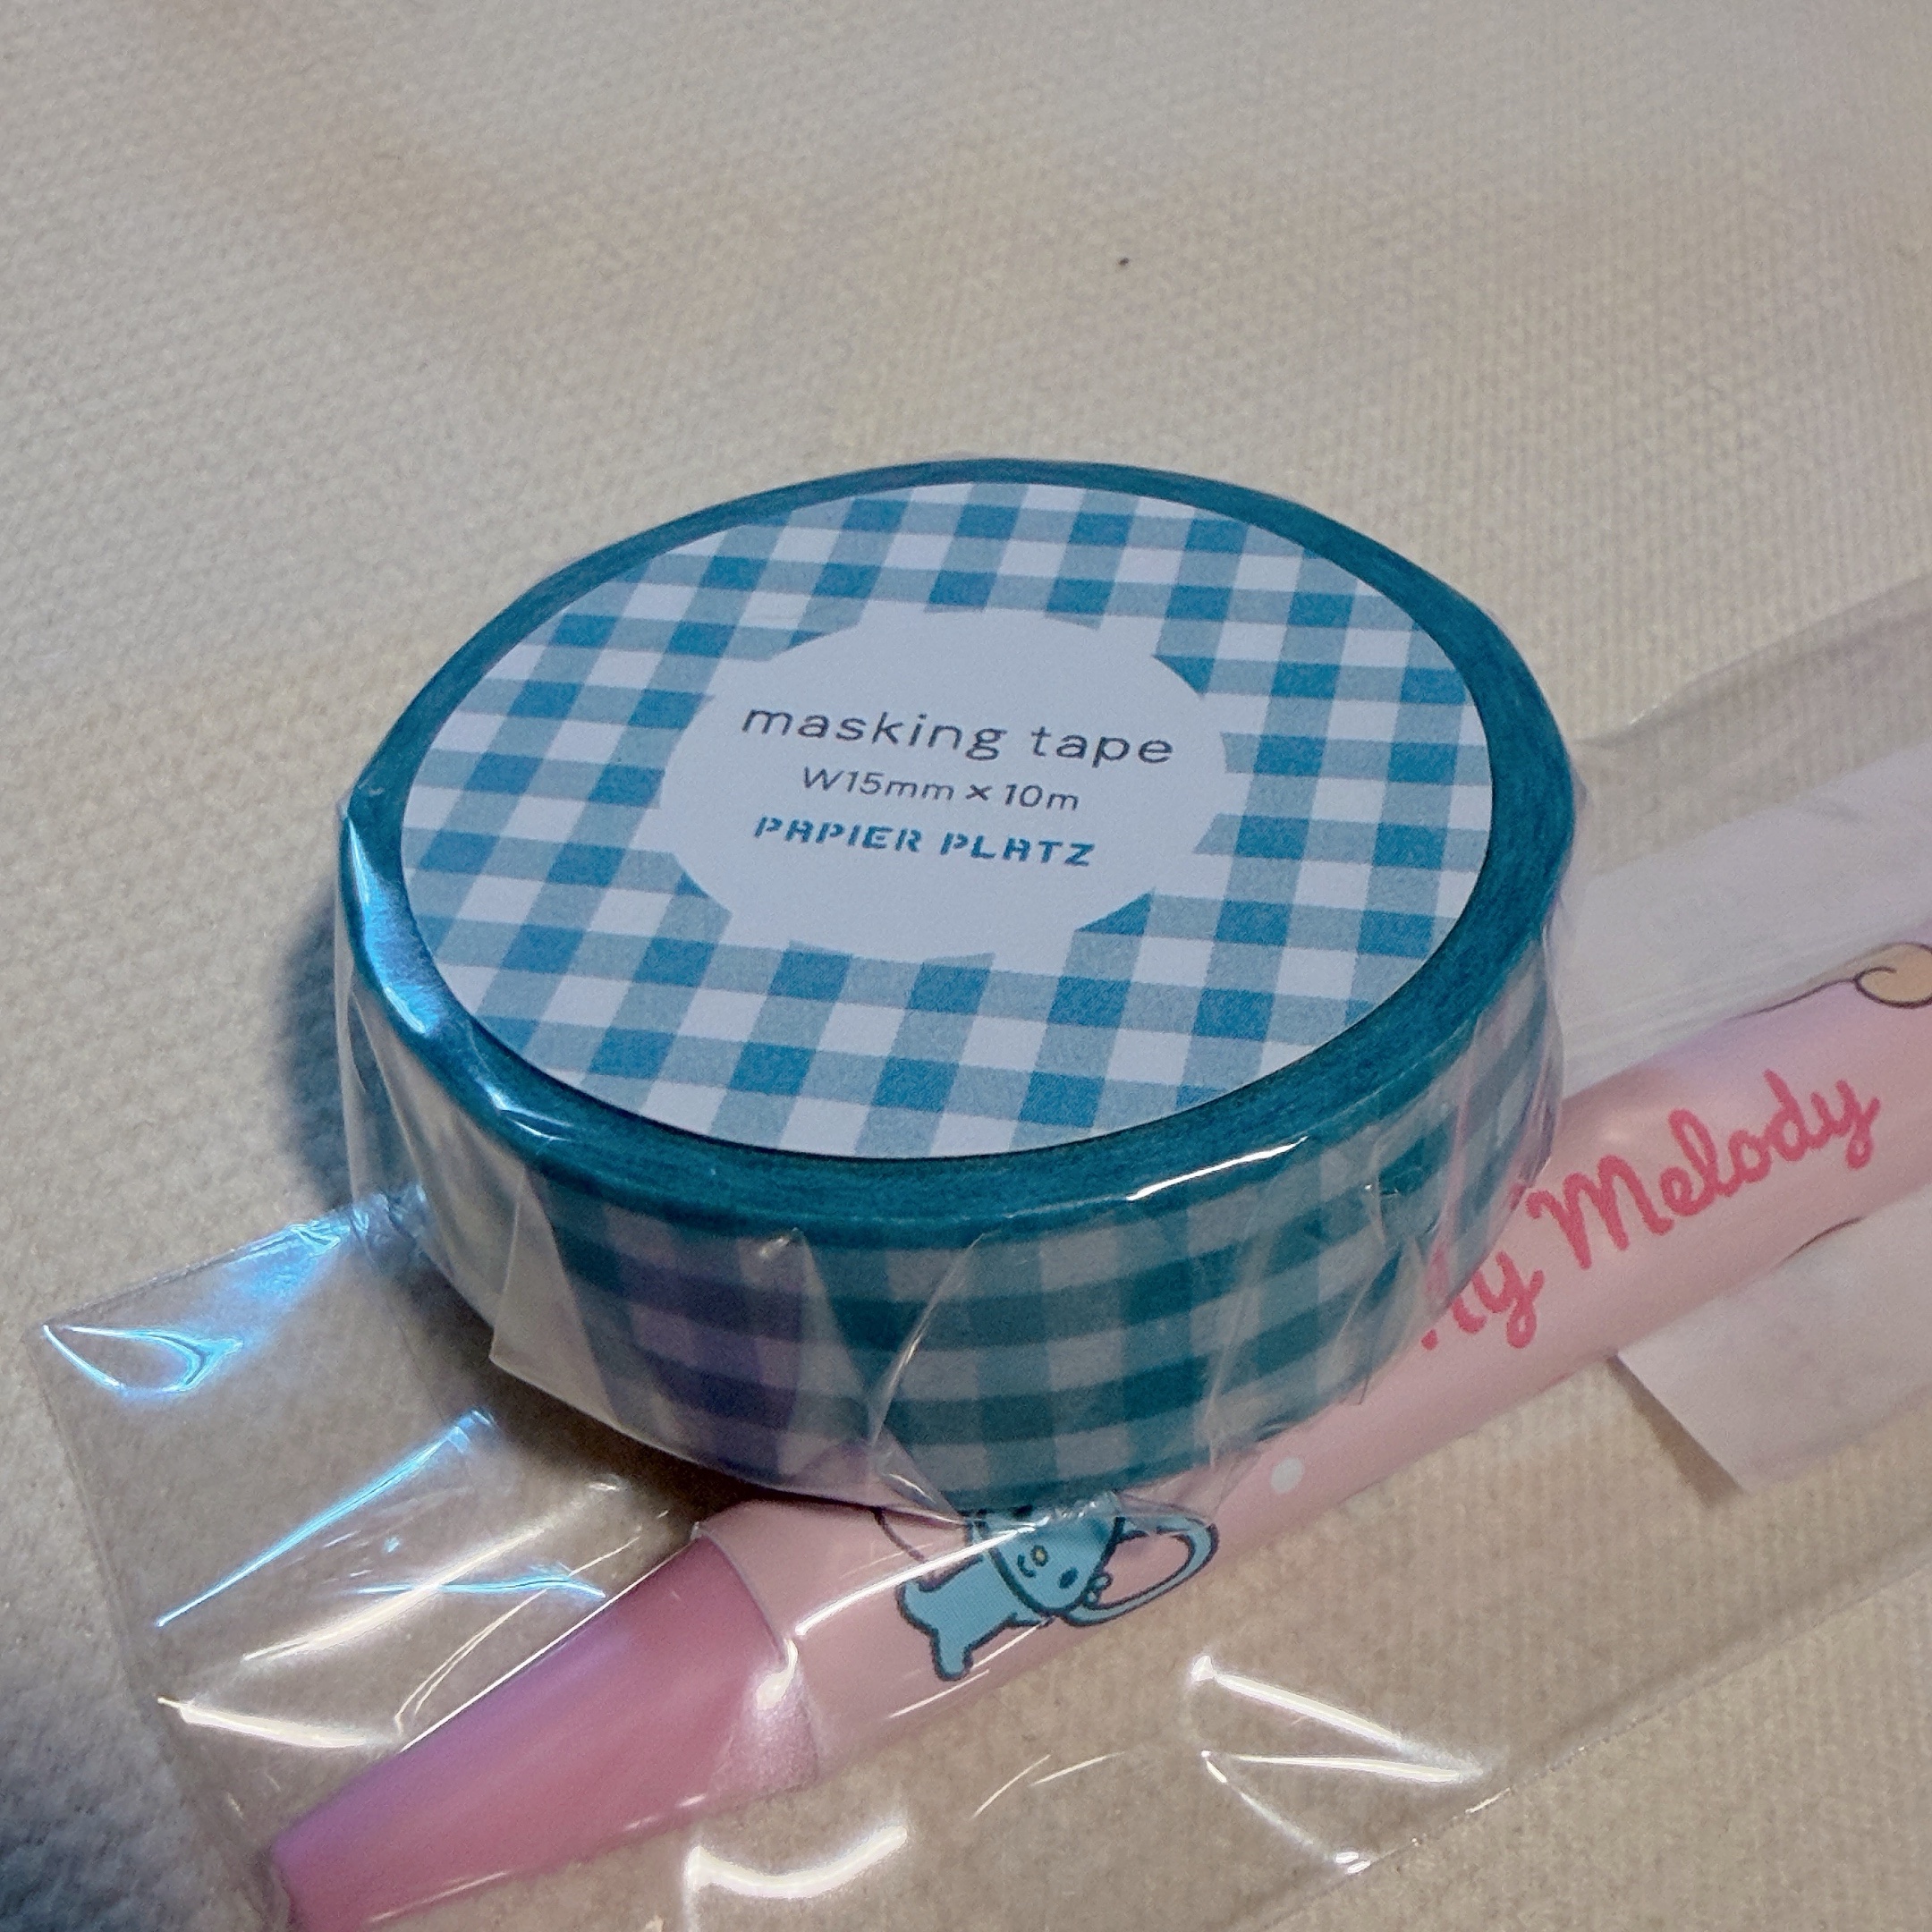 masking tape
W15mm × 10m
PAPIER PLATZ
My Melody